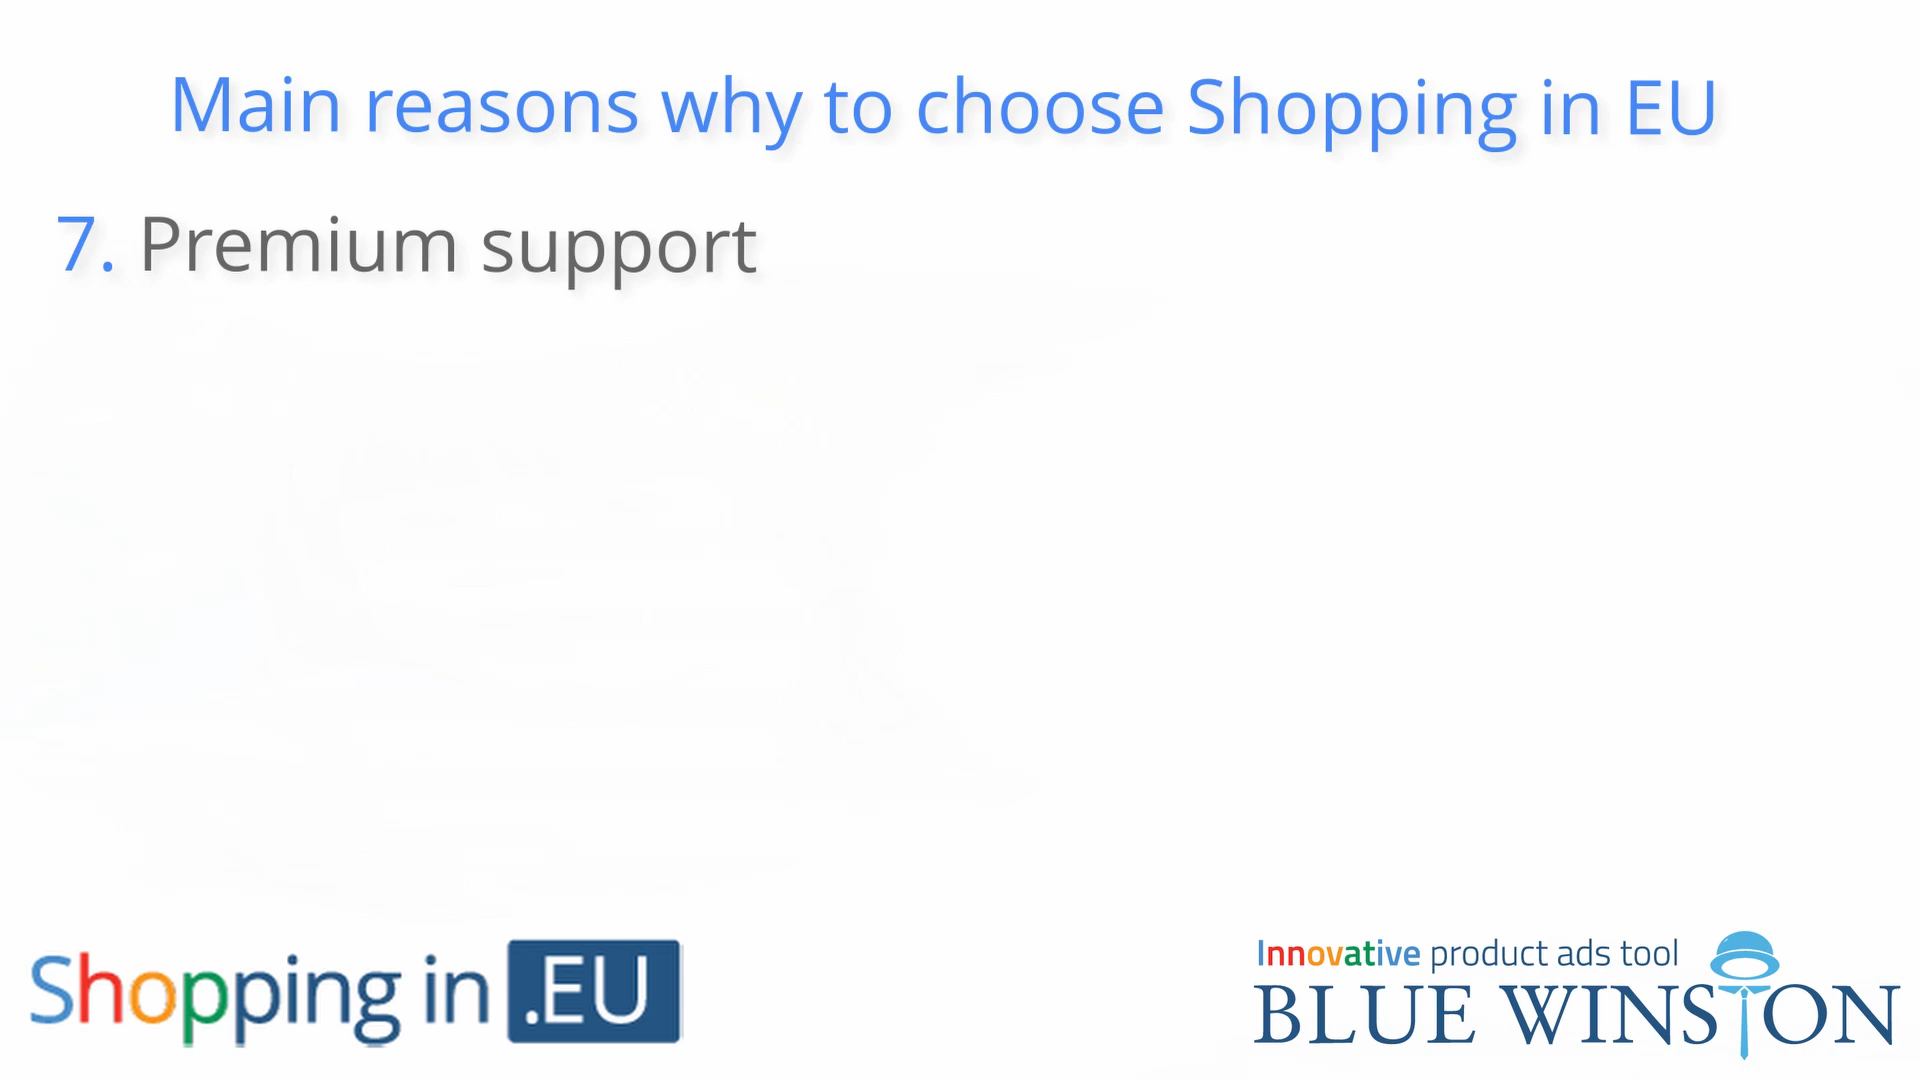 Main reasons why to choose Shopping in EU
7. Premium support
Shopping in .EU
Innovative product ads tool
BLUE WINSTON